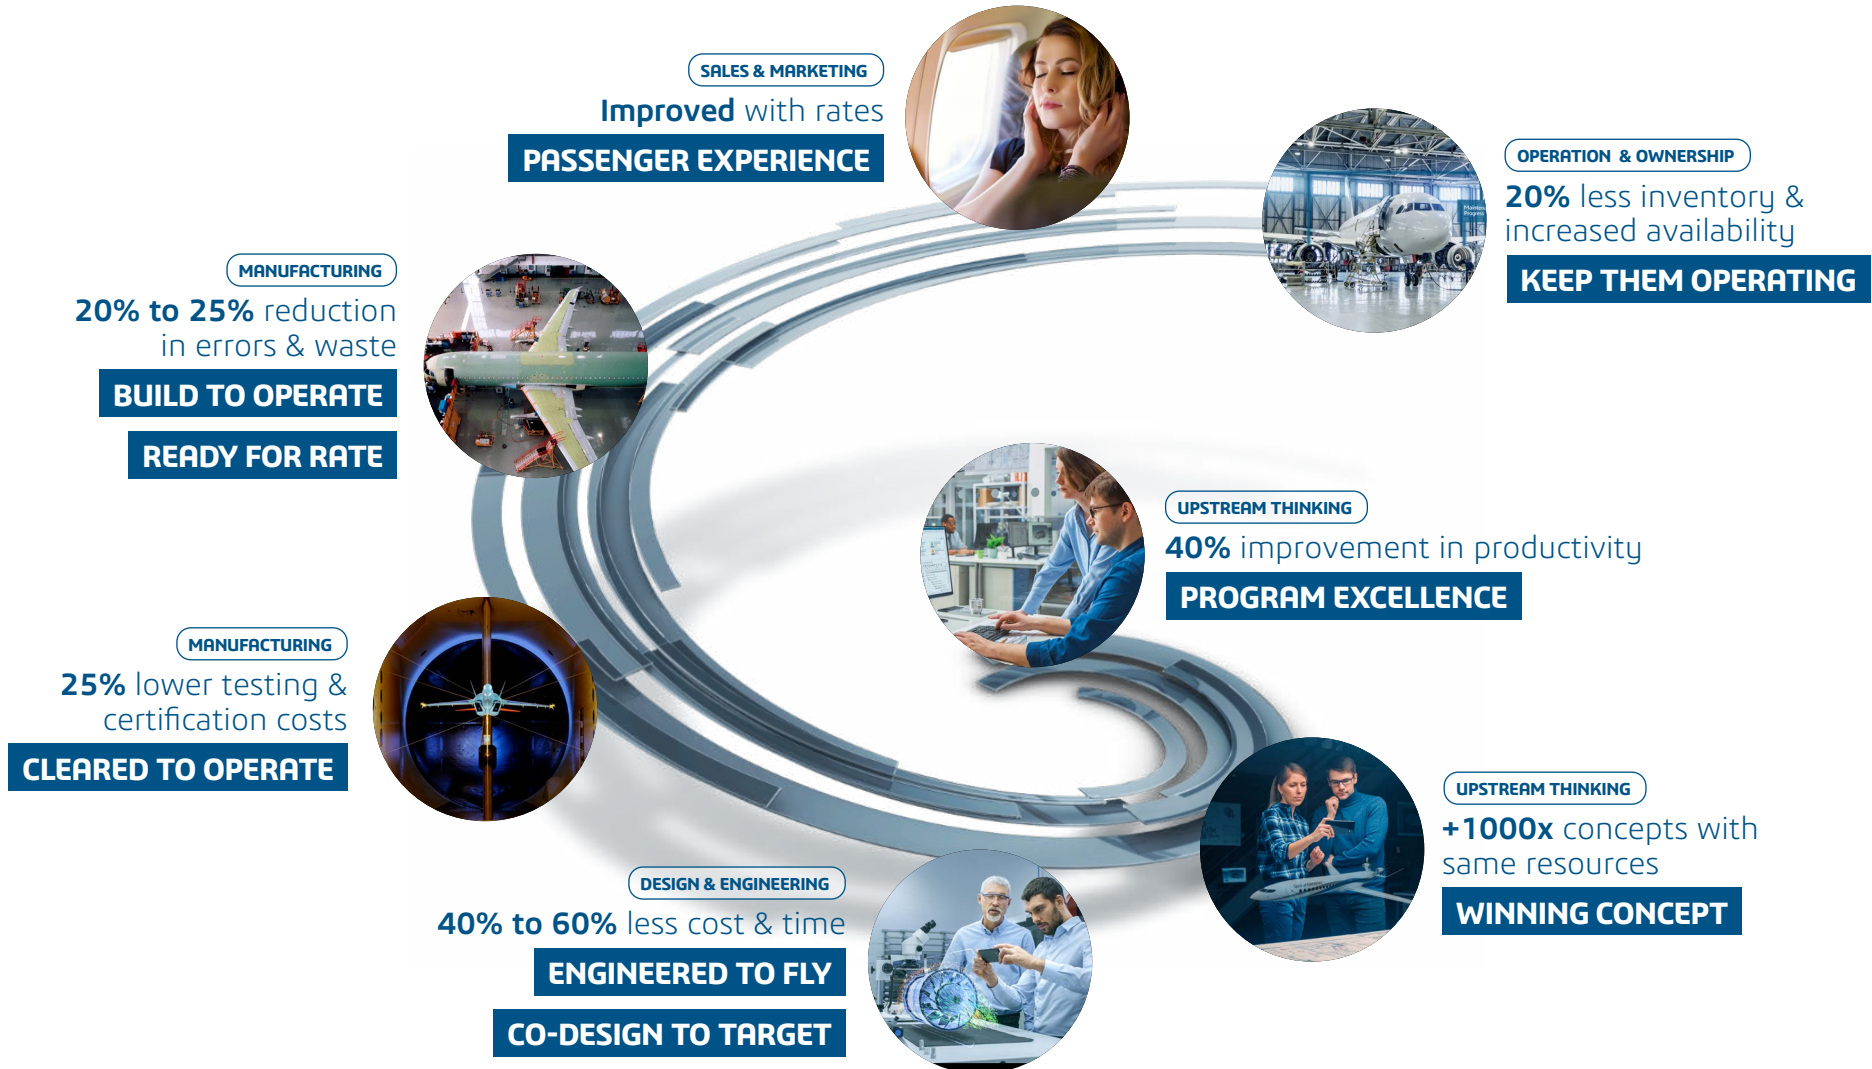 SALES & MARKETING
Improved with rates
PASSENGER EXPERIENCE
OPERATION & OWNERSHIP
20% less inventory &
increased availability
KEEP THEM OPERATING
MANUFACTURING
20% to 25% reduction
in errors & waste
BUILD TO OPERATE
READY FOR RATE
UPSTREAM THINKING
40% improvement in productivity
PROGRAM EXCELLENCE
MANUFACTURING
25% lower testing &
certification costs
CLEARED TO OPERATE
UPSTREAM THINKING
+1000x concepts with
same resources
WINNING CONCEPT
DESIGN & ENGINEERING
40% to 60% less cost & time
ENGINEERED TO FLY
CO-DESIGN TO TARGET